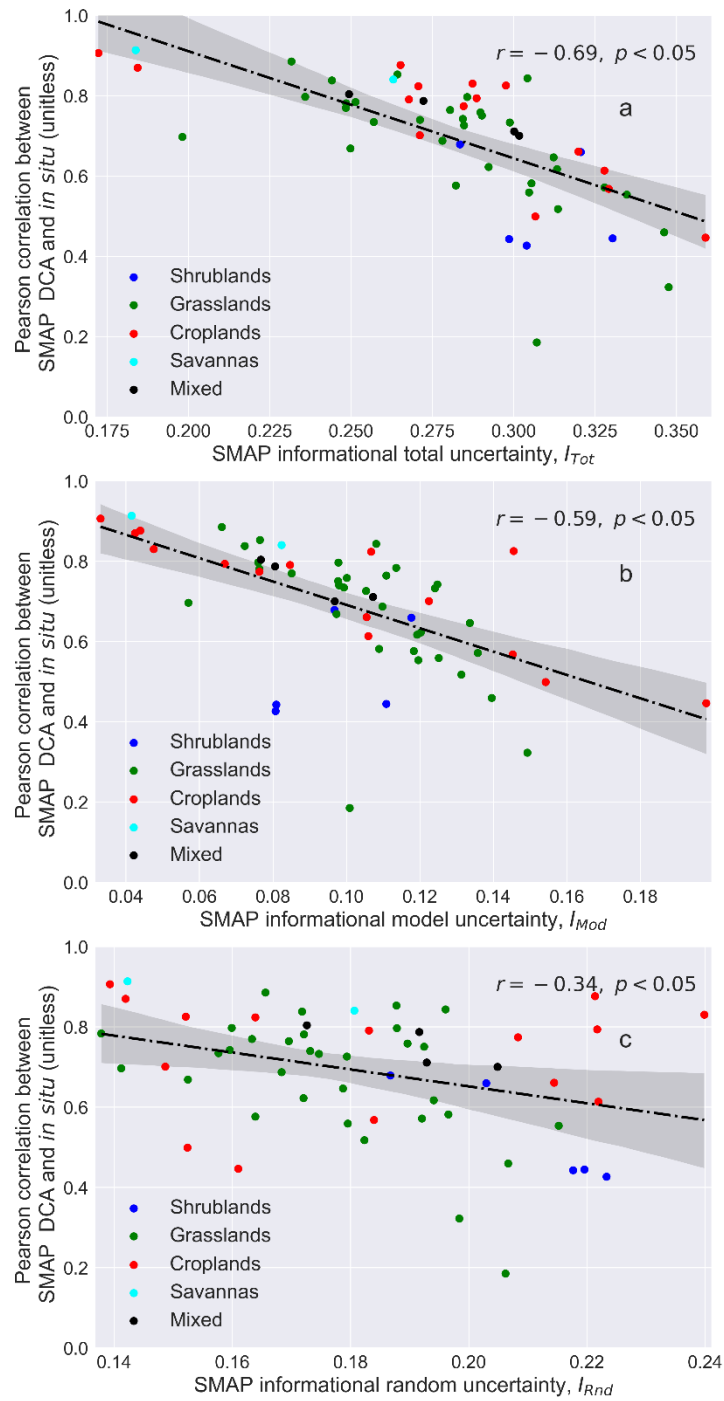 1.0
0.8
0.6
0.4
0.2
0.0
Pearson correlation between
SMAP  DCA and in situ (unitless)
r = −0.69, p < 0.05
a
Shrublands
Grasslands
Croplands
Savannas
Mixed
0.175 0.200 0.225 0.250 0.275 0.300 0.325 0.350
SMAP informational total uncertainty, I_Tot
1.0
0.8
0.6
0.4
0.2
0.0
Pearson correlation between
SMAP  DCA and in situ (unitless)
r = −0.59, p < 0.05
b
Shrublands
Grasslands
Croplands
Savannas
Mixed
0.04 0.06 0.08 0.10 0.12 0.14 0.16 0.18
SMAP informational model uncertainty, I_Mod
1.0
0.8
0.6
0.4
0.2
0.0
Pearson correlation between
SMAP  DCA and in situ (unitless)
r = −0.34, p < 0.05
c
Shrublands
Grasslands
Croplands
Savannas
Mixed
0.14 0.16 0.18 0.20 0.22 0.24
SMAP informational random uncertainty, I_Rnd